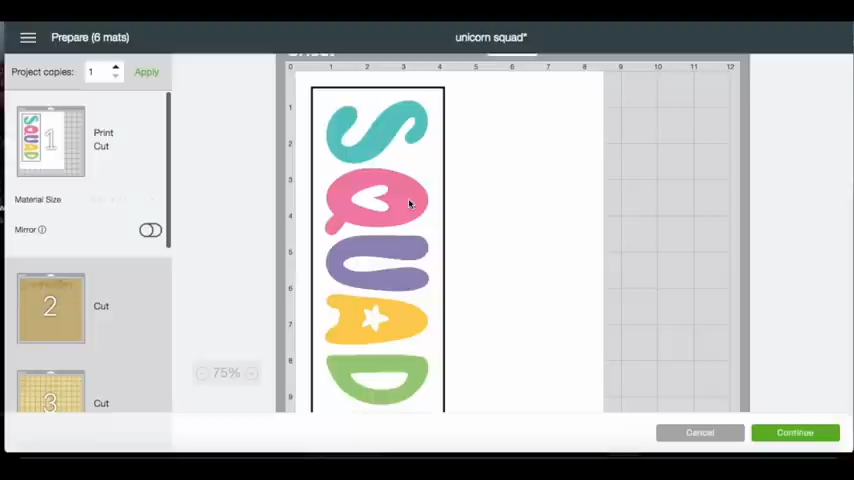 Prepare (6 mats)
unicorn squad*
Project copies: 1
Apply
0 1 2 3 4 5 6 7 8 9 10 11 12
1
2
3
4
5
6
7
8
9
SQUAD
SQUAD
1
Print
Cut
Material Size
Mirror
2
Cut
3
Cut
75%
Cancel
Continue